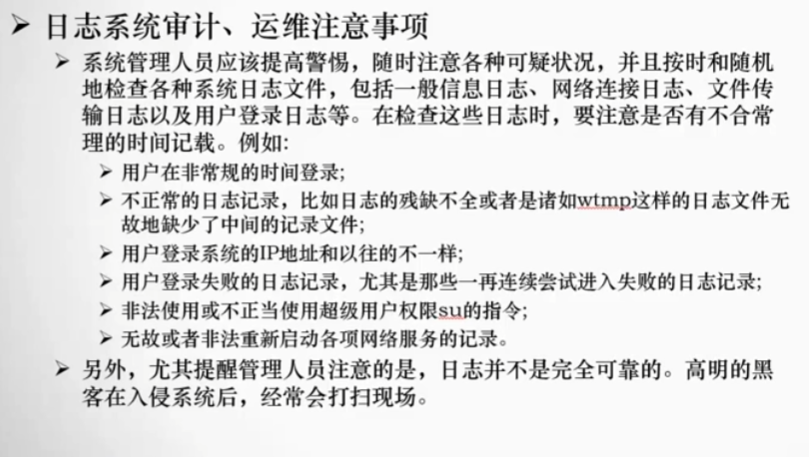 日志系统审计、运维注意事项
系统管理人员应该提高警惕，随时注意各种可疑状况，并且按时和随机
地检查各种系统日志文件，包括一般信息日志、网络连接日志、文件传
输日志以及用户登录日志等。在检查这些日志时，要注意是否有不合常
理的时间记载。例如:
用户在非常规的时间登录;
不正常的日志记录，比如日志的残缺不全或者是诸如wtmp这样的日志文件无
故地缺少了中间的记录文件;
用户登录系统的IP地址和以往的不一样;
用户登录失败的日志记录，尤其是那些一再连续尝试进入失败的日志记录;
非法使用或不正当使用超级用户权限su的指令;
无故或者非法重新启动各项网络服务的记录。
另外，尤其提醒管理人员注意的是，日志并不是完全可靠的。高明的黑
客在入侵系统后，经常会打扫现场。